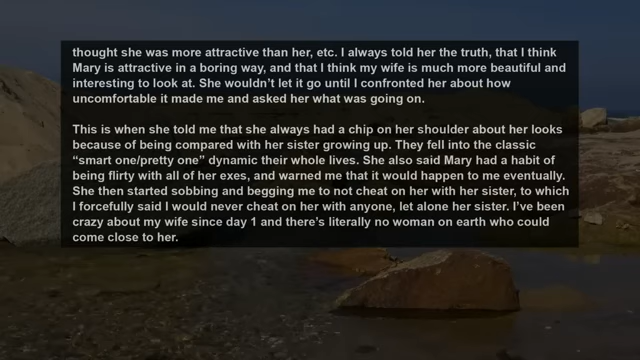 thought she was more attractive than her, etc. I always told her the truth, that I think
Mary is attractive in a boring way, and that I think my wife is much more beautiful and
interesting to look at. She wouldn’t let it go until I confronted her about how
uncomfortable it made me and asked her what was going on.
This is when she told me that she always had a chip on her shoulder about her looks
because of being compared with her sister growing up. They fell into the classic
“smart one/pretty one” dynamic their whole lives. She also said Mary had a habit of
being flirty with all of her exes, and warned me that it would happen to me eventually.
She then started sobbing and begging me to not cheat on her with her sister, to which
I forcefully said I would never cheat on her with anyone, let alone her sister. I’ve been
crazy about my wife since day 1 and there’s literally no woman on earth who could
come close to her.